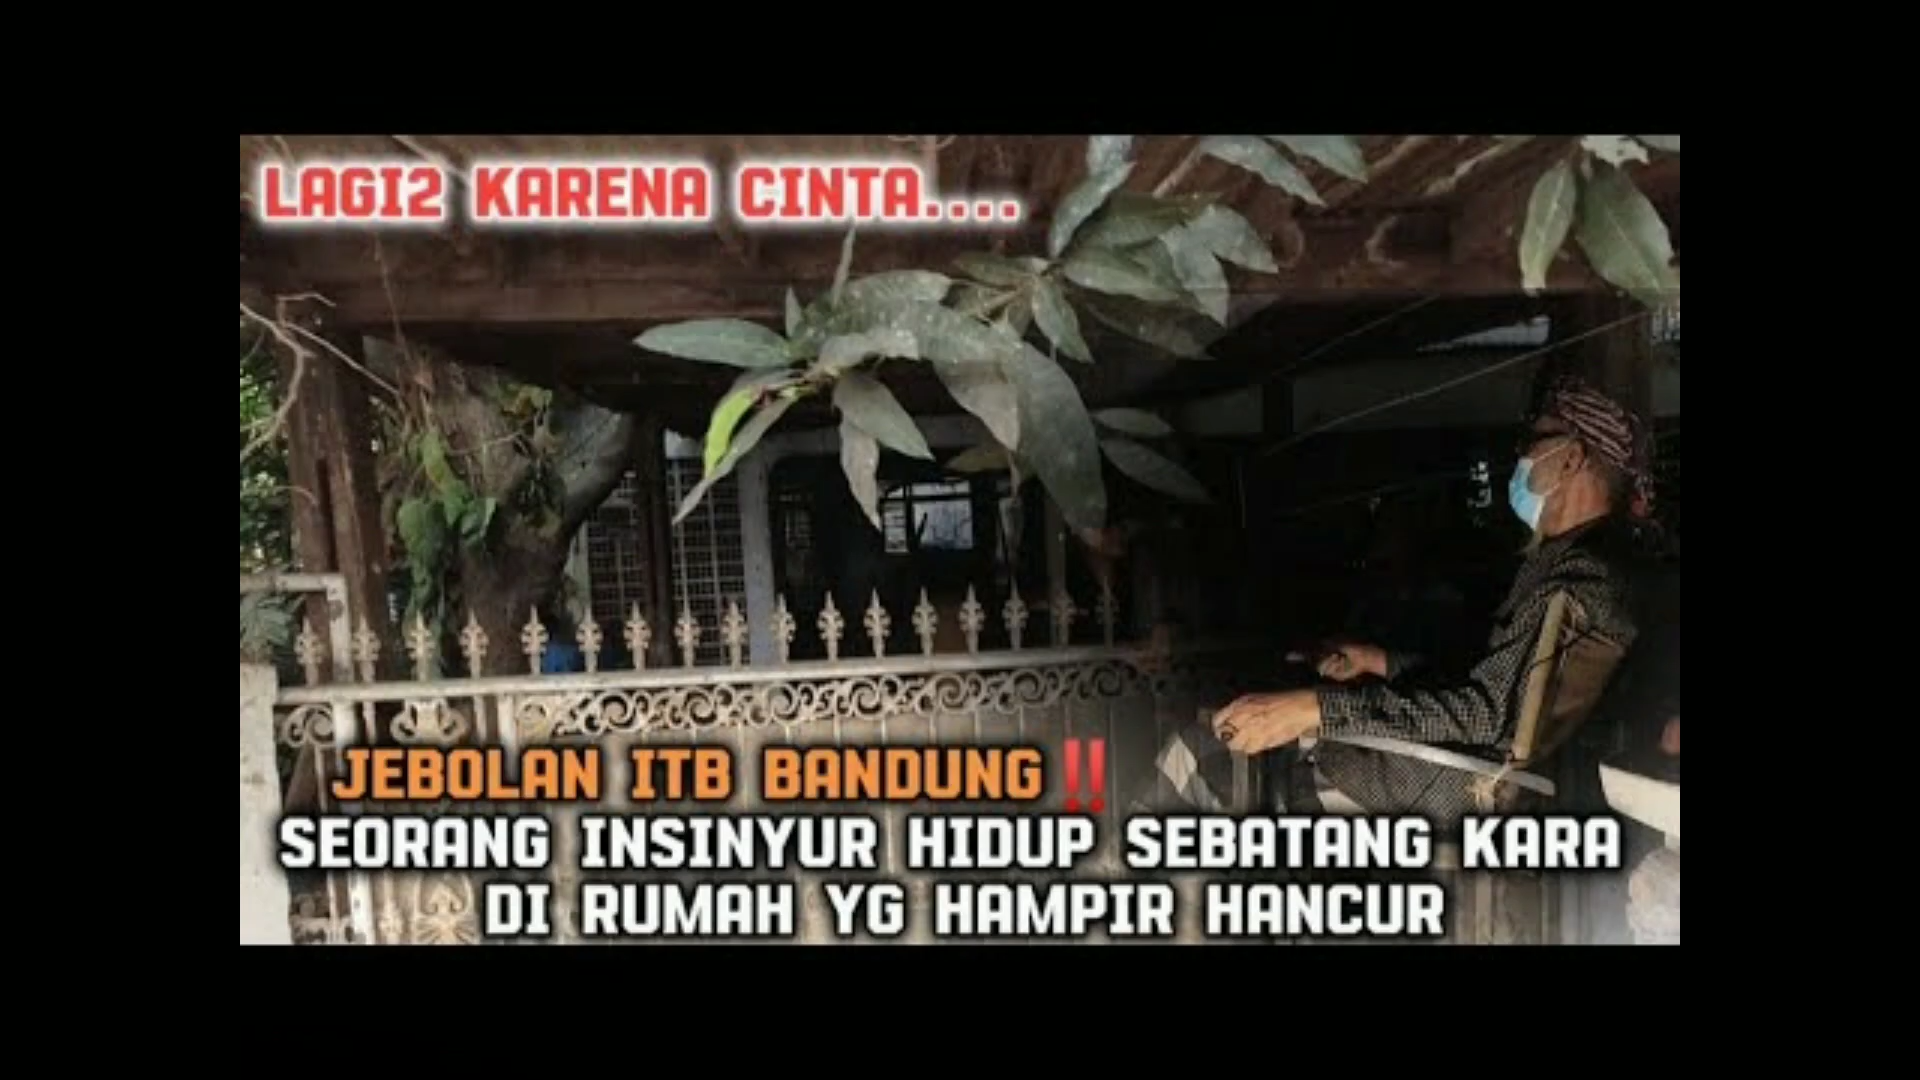 LAGI2 KARENA CINTA....
JEBOLAN ITB BANDUNG‼
SEORANG INSINYUR HIDUP SEBATANG KARA
DI RUMAH YG HAMPIR HANCUR